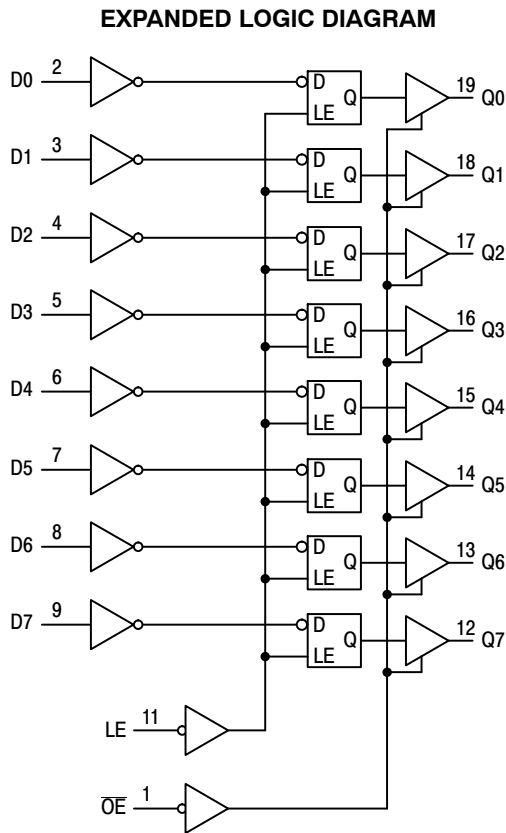 EXPANDED LOGIC DIAGRAM
D0 2 D LE Q 19 Q0
D1 3 D LE Q 18 Q1
D2 4 D LE Q 17 Q2
D3 5 D LE Q 16 Q3
D4 6 D LE Q 15 Q4
D5 7 D LE Q 14 Q5
D6 8 D LE Q 13 Q6
D7 9 D LE Q 12 Q7
LE 11
O̅E̅ 1